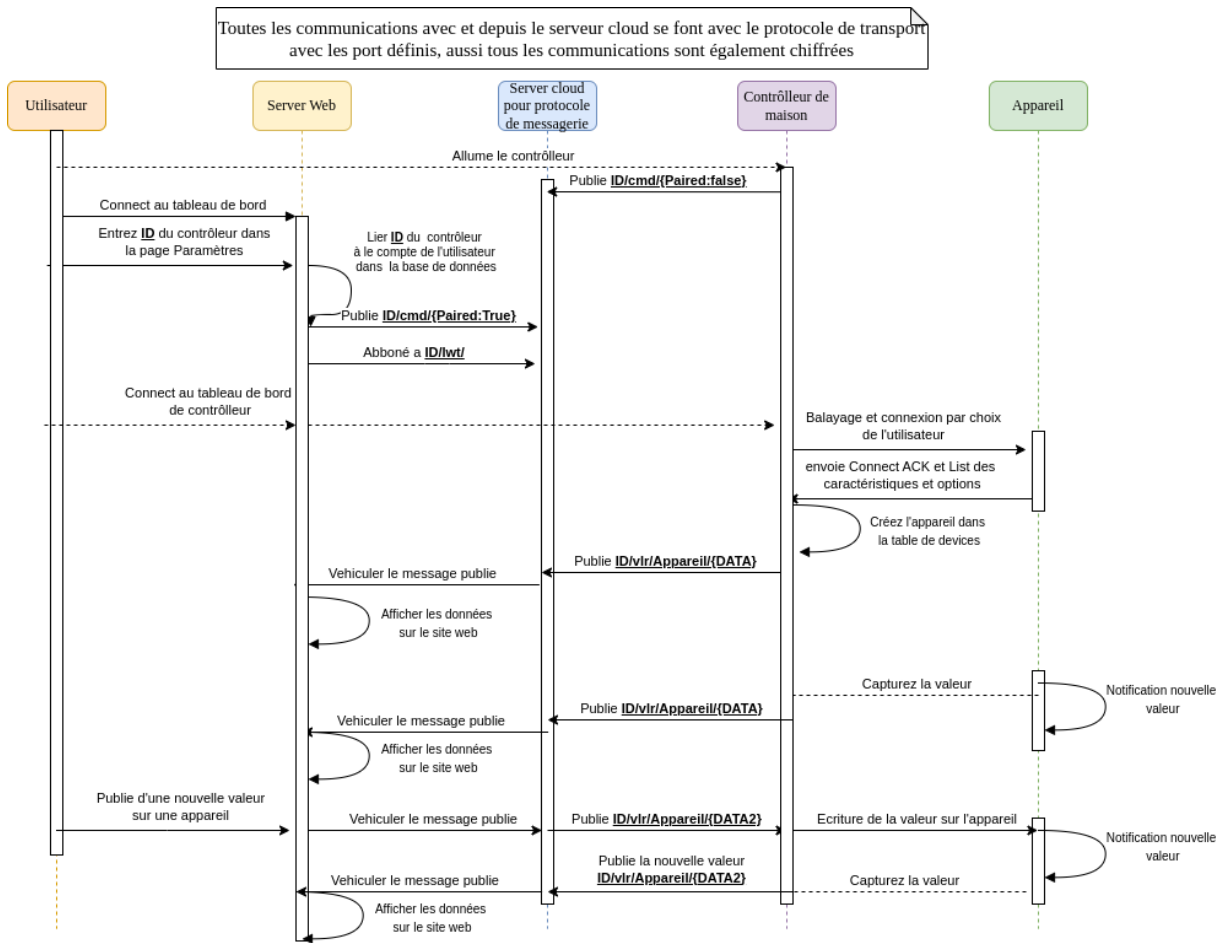 Toutes les communications avec et depuis le serveur cloud se font avec le protocole de transport
avec les port définis, aussi tous les communications sont également chiffrées
Utilisateur
Server Web
Server cloud
pour protocole
de messagerie
Contrôlleur de
maison
Appareil
Allume le contrôlleur
Publie ID/cmd/{Paired:false}
Connect au tableau de bord
Entrez ID du contrôleur dans
la page Paramètres
Lier ID du contrôleur
à le compte de l'utilisateur
dans la base de données
Publie ID/cmd/{Paired:True}
Abboné a ID/lwt/
Connect au tableau de bord
de contrôlleur
Balayage et connexion par choix
de l'utilisateur
envoie Connect ACK et List des
caractéristiques et options
Créez l'appareil dans
la table de devices
Publie ID/vlr/Appareil/{DATA}
Vehiculer le message publie
Afficher les données
sur le site web
Capturez la valeur
Notification nouvelle
valeur
Publie ID/vlr/Appareil/{DATA}
Vehiculer le message publie
Afficher les données
sur le site web
Publie d'une nouvelle valeur
sur une appareil
Vehiculer le message publie
Publie ID/vlr/Appareil/{DATA2}
Ecriture de la valeur sur l'appareil
Notification nouvelle
valeur
Publie la nouvelle valeur
ID/vlr/Appareil/{DATA2}
Capturez la valeur
Vehiculer le message publie
Afficher les données
sur le site web